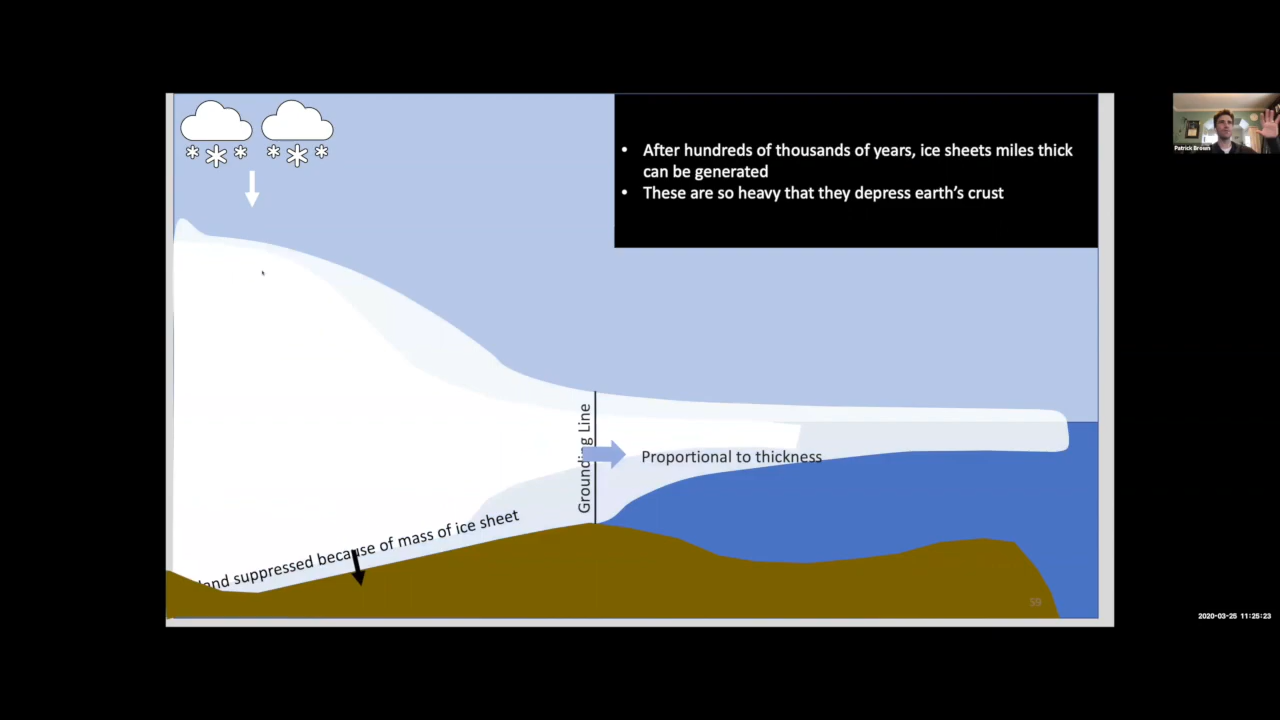 • After hundreds of thousands of years, ice sheets miles thick
can be generated
• These are so heavy that they depress earth's crust
Patrick Brown
Grounding Line
Proportional to thickness
land suppressed because of mass of ice sheet
59
2020-03-25 11:25:23